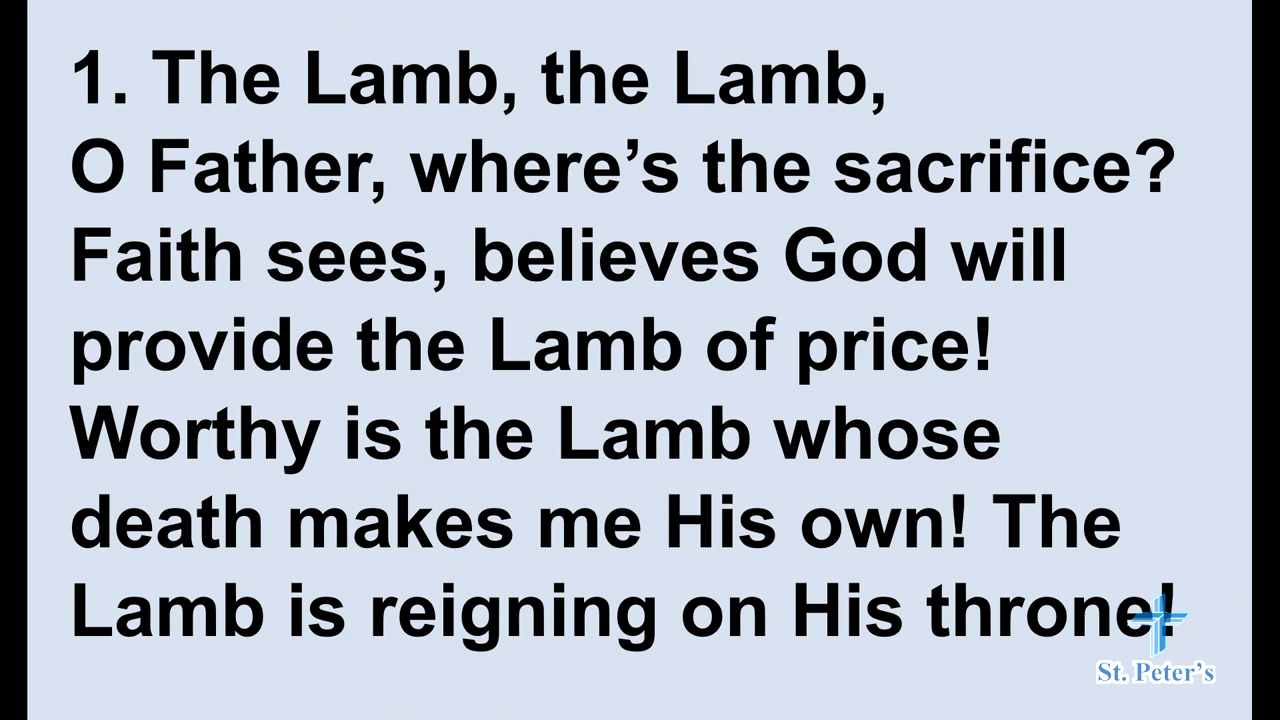 1. The Lamb, the Lamb,
O Father, where’s the sacrifice?
Faith sees, believes God will
provide the Lamb of price!
Worthy is the Lamb whose
death makes me His own! The
Lamb is reigning on His throne!
St. Peter’s